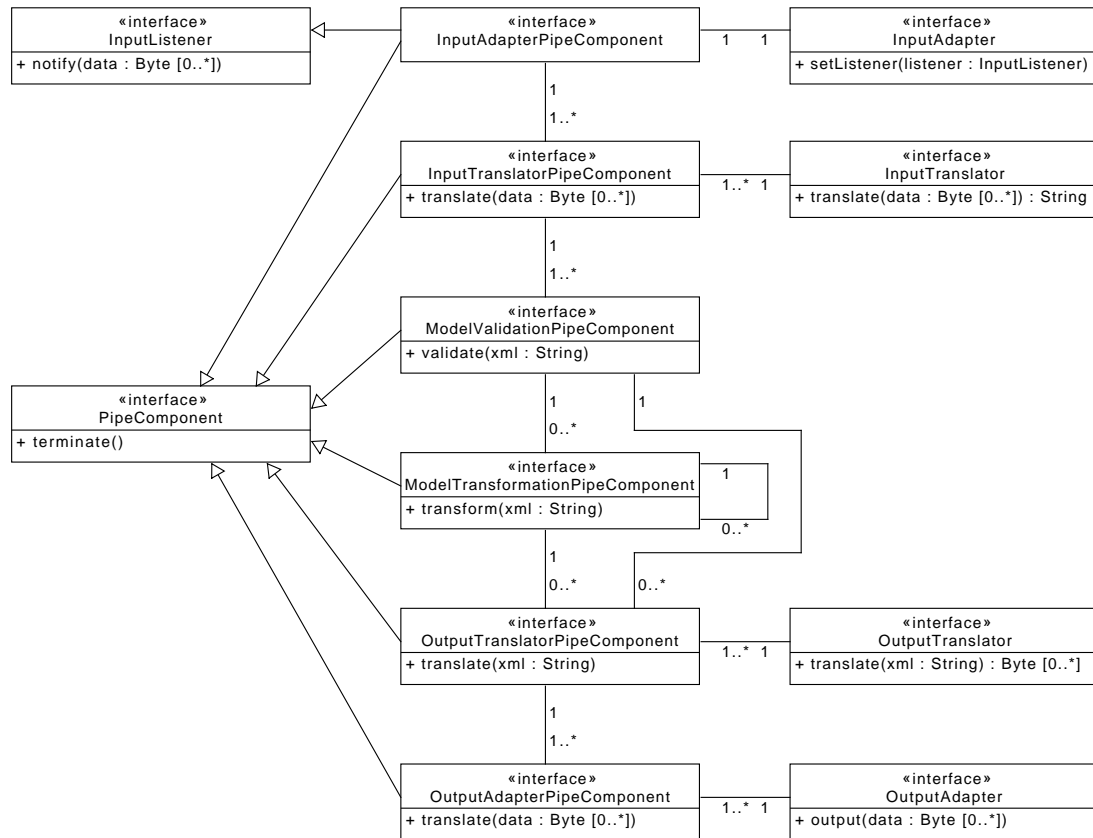 «interface»
InputListener
+ notify(data : Byte [0..*])
«interface»
InputAdapterPipeComponent
1 1
«interface»
InputAdapter
+ setListener(listener : InputListener)
1
1..*
«interface»
InputTranslatorPipeComponent
+ translate(data : Byte [0..*])
1..* 1
«interface»
InputTranslator
+ translate(data : Byte [0..*]) : String
1
1..*
«interface»
ModelValidationPipeComponent
+ validate(xml : String)
«interface»
PipeComponent
+ terminate()
1
0..*
1
«interface»
ModelTransformationPipeComponent
+ transform(xml : String)
1
0..*
1
0..*
0..*
«interface»
OutputTranslatorPipeComponent
+ translate(xml : String)
1..* 1
«interface»
OutputTranslator
+ translate(xml : String) : Byte [0..*]
1
1..*
«interface»
OutputAdapterPipeComponent
+ translate(data : Byte [0..*])
1..* 1
«interface»
OutputAdapter
+ output(data : Byte [0..*])